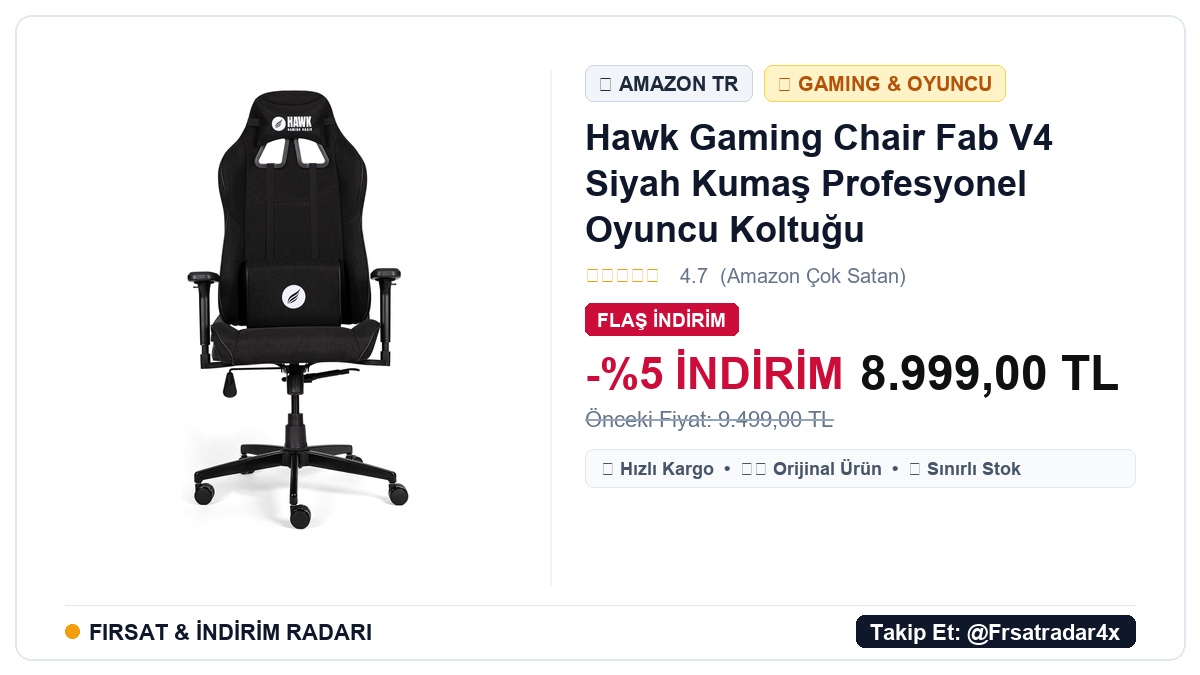 HAWK
GAMING CHAIR
AMAZON TR
GAMING & OYUNCU
Hawk Gaming Chair Fab V4
Siyah Kumaş Profesyonel
Oyuncu Koltuğu
4.7 (Amazon Çok Satan)
FLAŞ İNDİRİM
-%5 İNDİRİM 8.999,00 TL
Önceki Fiyat: 9.499,00 TL
Hızlı Kargo • Orijinal Ürün • Sınırlı Stok
FIRSAT & İNDİRİM RADARI
Takip Et: @Frsatradar4x